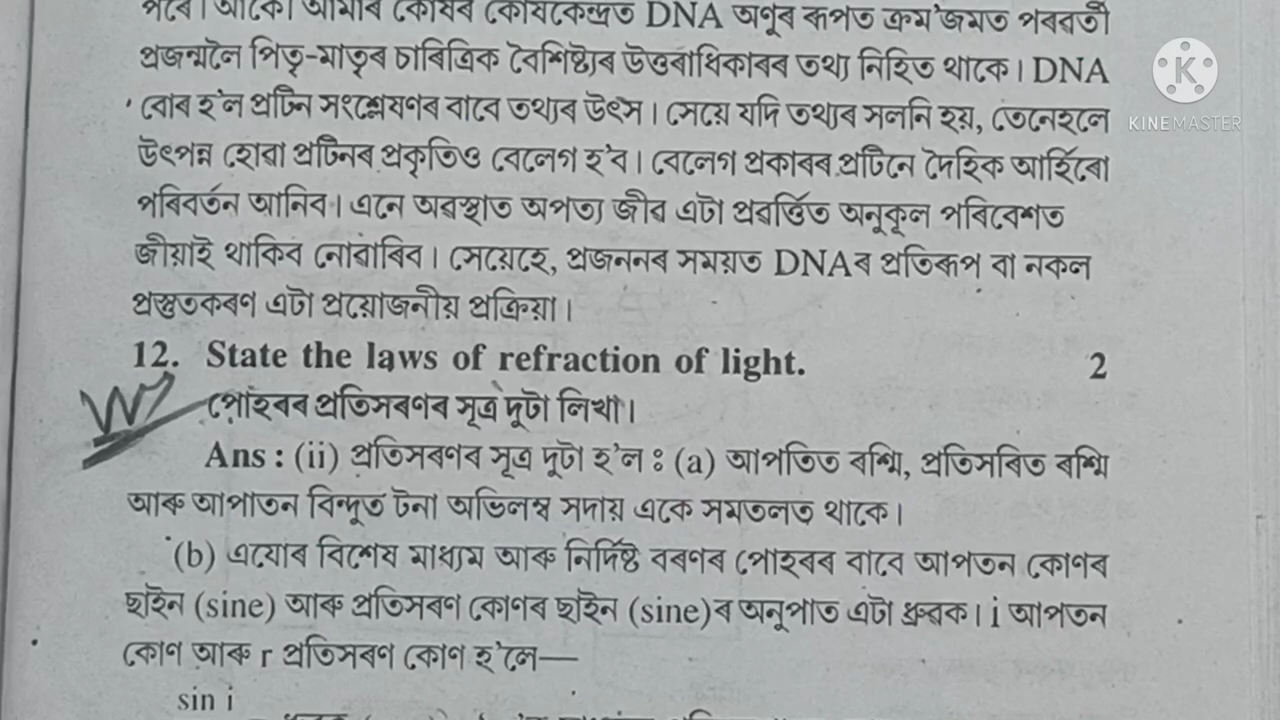 পাৰে। আকৌ আমাৰ কোষৰ কোষকেন্দ্ৰত DNA অণুৰ ৰূপত ক্ৰম'জমত পৰৱৰ্তী
প্ৰজন্মলৈ পিতৃ-মাতৃৰ চাৰিত্ৰিক বৈশিষ্ট্যৰ উত্তৰাধিকাৰৰ তথ্য নিহিত থাকে। DNA
বোৰ হ'ল প্ৰটিন সংশ্লেষণৰ বাবে তথ্যৰ উৎস। সেয়ে যদি তথ্যৰ সলনি হয়, তেনেহলে
উৎপন্ন হোৱা প্ৰটিনৰ প্ৰকৃতিও বেলেগ হ'ব। বেলেগ প্ৰকাৰৰ প্ৰটিনে দৈহিক আৰ্হিৰো
পৰিবৰ্তন আনিব। এনে অৱস্থাত অপত্য জীৱ এটা প্ৰৱৰ্ত্তিত অনুকূল পৰিবেশত
জীয়াই থাকিব নোৱাৰিব। সেয়েহে, প্ৰজননৰ সময়ত DNAৰ প্ৰতিৰূপ বা নকল
প্ৰস্তুতকৰণ এটা প্ৰয়োজনীয় প্ৰক্ৰিয়া।
12. State the laws of refraction of light. 2
পোহৰৰ প্ৰতিসৰণৰ সূত্ৰ দুটা লিখা।
Ans : (ii) প্ৰতিসৰণৰ সূত্ৰ দুটা হ'ল : (a) আপতিত ৰশ্মি, প্ৰতিসৰিত ৰশ্মি
আৰু আপাতন বিন্দুত টনা অভিলম্ব সদায় একে সমতলত থাকে।
(b) এযোৰ বিশেষ মাধ্যম আৰু নিৰ্দিষ্ট বৰণৰ পোহৰৰ বাবে আপতন কোণৰ
ছাইন (sine) আৰু প্ৰতিসৰণ কোণৰ ছাইন (sine)ৰ অনুপাত এটা ধ্ৰুৱক। i আপতন
কোণ আৰু r প্ৰতিসৰণ কোণ হ'লে—
sin i
K
KINEMASTER